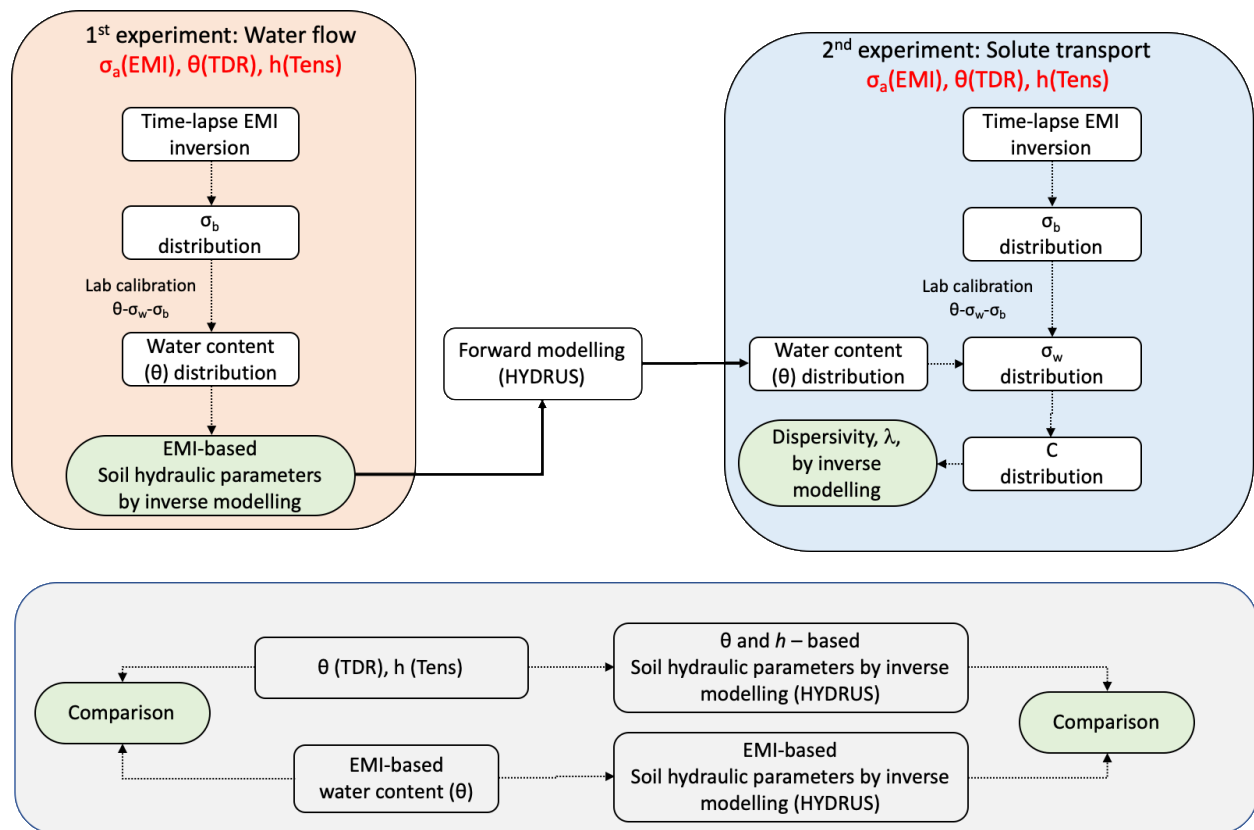 1st experiment: Water flow
σa(EMI), θ(TDR), h(Tens)
Time-lapse EMI
inversion
σb
distribution
Lab calibration
θ-σw-σb
Water content
(θ) distribution
EMI-based
Soil hydraulic parameters
by inverse modelling
Forward modelling
(HYDRUS)
2nd experiment: Solute transport
σa(EMI), θ(TDR), h(Tens)
Time-lapse EMI
inversion
σb
distribution
Lab calibration
θ-σw-σb
Water content
(θ) distribution
σw
distribution
C
distribution
Dispersivity, λ,
by inverse
modelling
θ (TDR), h (Tens)
θ and h – based
Soil hydraulic parameters by inverse
modelling (HYDRUS)
Comparison
Comparison
EMI-based
water content (θ)
EMI-based
Soil hydraulic parameters by inverse
modelling (HYDRUS)